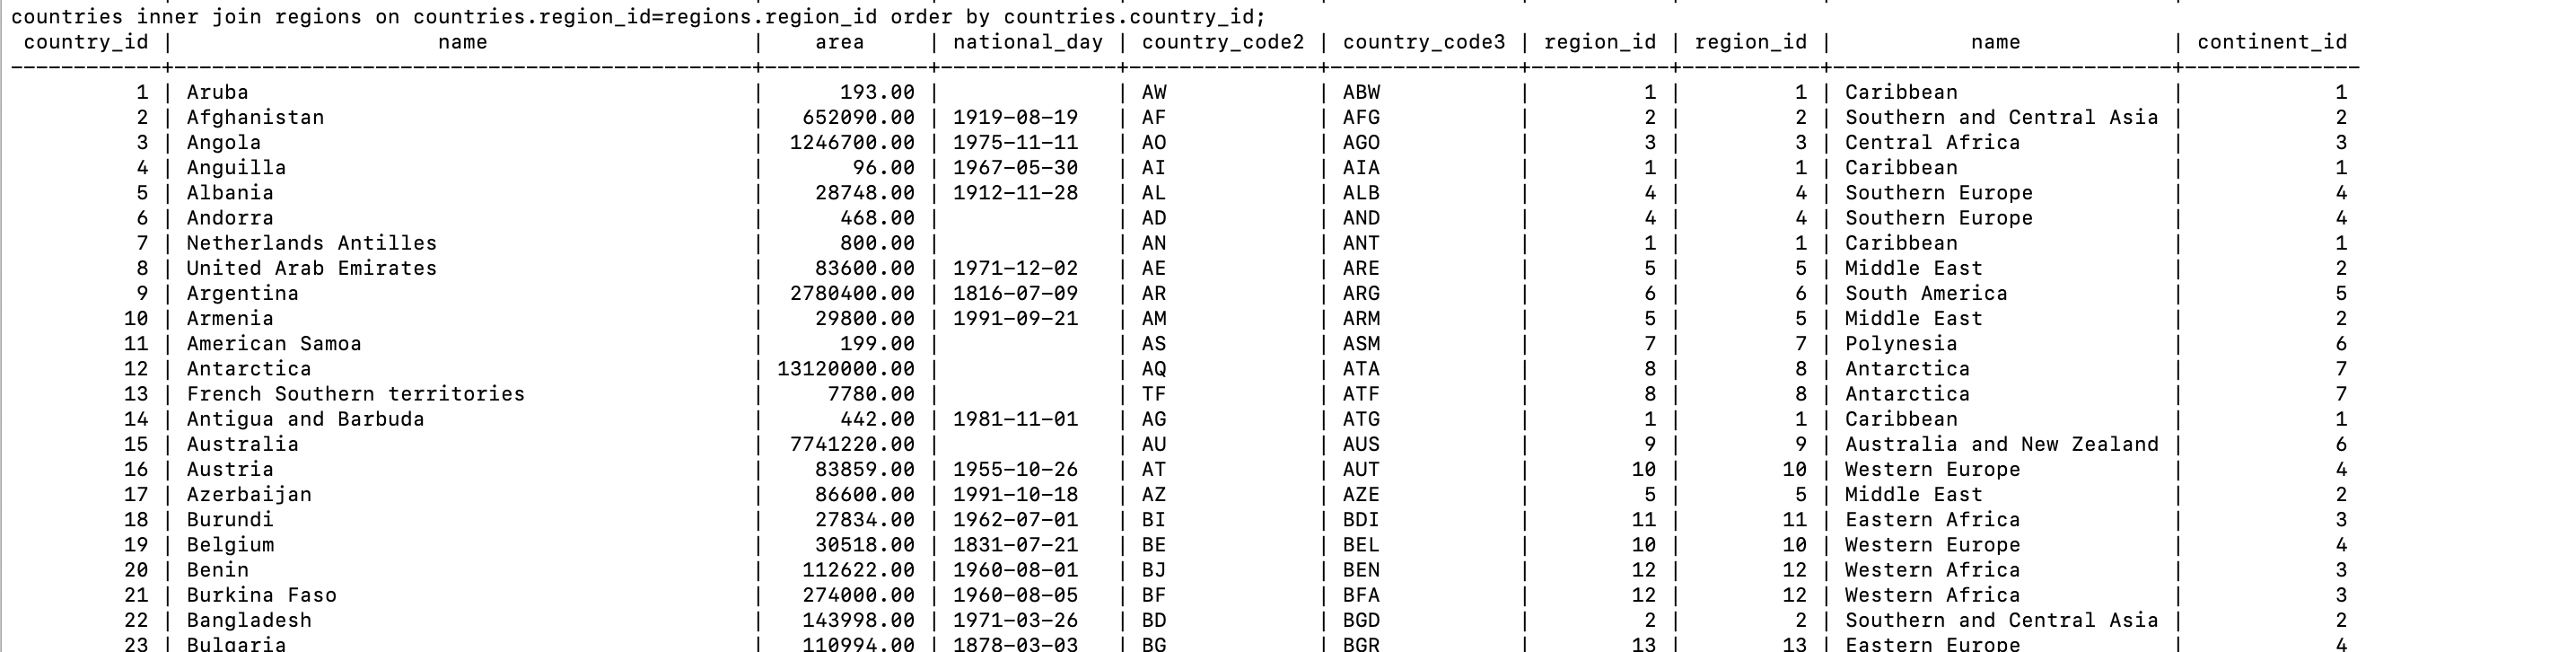 countries inner join regions on countries.region_id=regions.region_id order by countries.country_id;
country_id | name | area | national_day | country_code2 | country_code3 | region_id | region_id | name | continent_id
1 | Aruba | 193.00 | | AW | ABW | 1 | 1 | Caribbean | 1
2 | Afghanistan | 652090.00 | 1919-08-19 | AF | AFG | 2 | 2 | Southern and Central Asia | 2
3 | Angola | 1246700.00 | 1975-11-11 | AO | AGO | 3 | 3 | Central Africa | 3
4 | Anguilla | 96.00 | 1967-05-30 | AI | AIA | 1 | 1 | Caribbean | 1
5 | Albania | 28748.00 | 1912-11-28 | AL | ALB | 4 | 4 | Southern Europe | 4
6 | Andorra | 468.00 | | AD | AND | 4 | 4 | Southern Europe | 4
7 | Netherlands Antilles | 800.00 | | AN | ANT | 1 | 1 | Caribbean | 1
8 | United Arab Emirates | 83600.00 | 1971-12-02 | AE | ARE | 5 | 5 | Middle East | 2
9 | Argentina | 2780400.00 | 1816-07-09 | AR | ARG | 6 | 6 | South America | 5
10 | Armenia | 29800.00 | 1991-09-21 | AM | ARM | 5 | 5 | Middle East | 2
11 | American Samoa | 199.00 | | AS | ASM | 7 | 7 | Polynesia | 6
12 | Antarctica | 13120000.00 | | AQ | ATA | 8 | 8 | Antarctica | 7
13 | French Southern territories | 7780.00 | | TF | ATF | 8 | 8 | Antarctica | 7
14 | Antigua and Barbuda | 442.00 | 1981-11-01 | AG | ATG | 1 | 1 | Caribbean | 1
15 | Australia | 7741220.00 | | AU | AUS | 9 | 9 | Australia and New Zealand | 6
16 | Austria | 83859.00 | 1955-10-26 | AT | AUT | 10 | 10 | Western Europe | 4
17 | Azerbaijan | 86600.00 | 1991-10-18 | AZ | AZE | 5 | 5 | Middle East | 2
18 | Burundi | 27834.00 | 1962-07-01 | BI | BDI | 11 | 11 | Eastern Africa | 3
19 | Belgium | 30518.00 | 1831-07-21 | BE | BEL | 10 | 10 | Western Europe | 4
20 | Benin | 112622.00 | 1960-08-01 | BJ | BEN | 12 | 12 | Western Africa | 3
21 | Burkina Faso | 274000.00 | 1960-08-05 | BF | BFA | 12 | 12 | Western Africa | 3
22 | Bangladesh | 143998.00 | 1971-03-26 | BD | BGD | 2 | 2 | Southern and Central Asia | 2
23 | Bulgaria | 110994.00 | 1878-03-03 | BG | BGR | 13 | 13 | Eastern Europe | 4